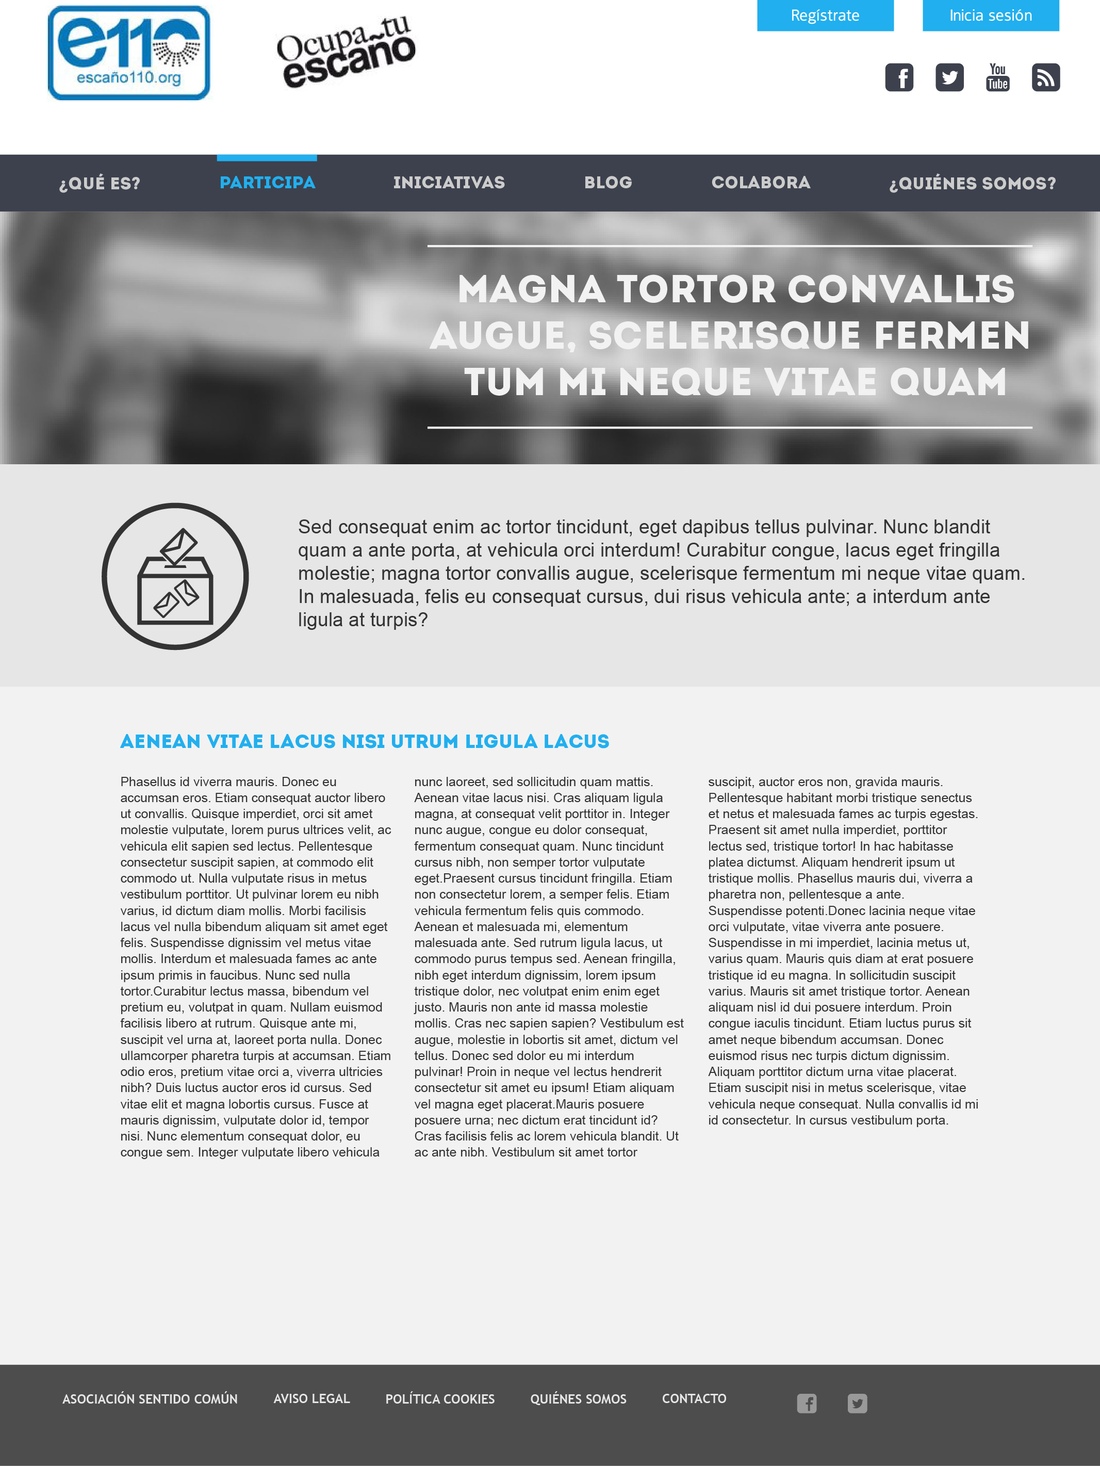 e110
escaño110.org
Ocupa tu
escaño
Regístrate
Inicia sesión
You
Tube
¿QUÉ ES?
PARTICIPA
INICIATIVAS
BLOG
COLABORA
¿QUIÉNES SOMOS?
MAGNA TORTOR CONVALLIS
AUGUE, SCELERISQUE FERMEN
TUM MI NEQUE VITAE QUAM
Sed consequat enim ac tortor tincidunt, eget dapibus tellus pulvinar. Nunc blandit
quam a ante porta, at vehicula orci interdum! Curabitur congue, lacus eget fringilla
molestie; magna tortor convallis augue, scelerisque fermentum mi neque vitae quam.
In malesuada, felis eu consequat cursus, dui risus vehicula ante; a interdum ante
ligula at turpis?
AENEAN VITAE LACUS NISI UTRUM LIGULA LACUS
Phasellus id viverra mauris. Donec eu
accumsan eros. Etiam consequat auctor libero
ut convallis. Quisque imperdiet, orci sit amet
molestie vulputate, lorem purus ultrices velit, ac
vehicula elit sapien sed lectus. Pellentesque
consectetur suscipit sapien, at commodo elit
commodo ut. Nulla vulputate risus in metus
vestibulum porttitor. Ut pulvinar lorem eu nibh
varius, id dictum diam mollis. Morbi facilisis
lacus vel nulla bibendum aliquam sit amet eget
felis. Suspendisse dignissim vel metus vitae
mollis. Interdum et malesuada fames ac ante
ipsum primis in faucibus. Nunc sed nulla
tortor.Curabitur lectus massa, bibendum vel
pretium eu, volutpat in quam. Nullam euismod
facilisis libero at rutrum. Quisque ante mi,
suscipit vel urna at, laoreet porta nulla. Donec
ullamcorper pharetra turpis at accumsan. Etiam
odio eros, pretium vitae orci a, viverra ultricies
nibh? Duis luctus auctor eros id cursus. Sed
vitae elit et magna lobortis cursus. Fusce at
mauris dignissim, vulputate dolor id, tempor
nisi. Nunc elementum consequat dolor, eu
congue sem. Integer vulputate libero vehicula
nunc laoreet, sed sollicitudin quam mattis.
Aenean vitae lacus nisi. Cras aliquam ligula
magna, at consequat velit porttitor in. Integer
nunc augue, congue eu dolor consequat,
fermentum consequat quam. Nunc tincidunt
cursus nibh, non semper tortor vulputate
eget.Praesent cursus tincidunt fringilla. Etiam
non consectetur lorem, a semper felis. Etiam
vehicula fermentum felis quis commodo.
Aenean et malesuada mi, elementum
malesuada ante. Sed rutrum ligula lacus, ut
commodo purus tempus sed. Aenean fringilla,
nibh eget interdum dignissim, lorem ipsum
tristique dolor, nec volutpat enim enim eget
justo. Mauris non ante id massa molestie
mollis. Cras nec sapien sapien? Vestibulum est
augue, molestie in lobortis sit amet, dictum vel
tellus. Donec sed dolor eu mi interdum
pulvinar! Proin in neque vel lectus hendrerit
consectetur sit amet eu ipsum! Etiam aliquam
vel magna eget placerat.Mauris posuere
posuere urna; nec dictum erat tincidunt id?
Cras facilisis felis ac lorem vehicula blandit. Ut
ac ante nibh. Vestibulum sit amet tortor
suscipit, auctor eros non, gravida mauris.
Pellentesque habitant morbi tristique senectus
et netus et malesuada fames ac turpis egestas.
Praesent sit amet nulla imperdiet, porttitor
lectus sed, tristique tortor! In hac habitasse
platea dictumst. Aliquam hendrerit ipsum ut
tristique mollis. Phasellus mauris dui, viverra a
pharetra non, pellentesque a ante.
Suspendisse potenti.Donec lacinia neque vitae
orci vulputate, vitae viverra ante posuere.
Suspendisse in mi imperdiet, lacinia metus ut,
varius quam. Mauris quis diam at erat posuere
tristique id eu magna. In sollicitudin suscipit
varius. Mauris sit amet tristique tortor. Aenean
aliquam nisl id dui posuere interdum. Proin
congue iaculis tincidunt. Etiam luctus purus sit
amet neque bibendum accumsan. Donec
euismod risus nec turpis dictum dignissim.
Aliquam porttitor dictum urna vitae placerat.
Etiam suscipit nisi in metus scelerisque, vitae
vehicula neque consequat. Nulla convallis id mi
id consectetur. In cursus vestibulum porta.
ASOCIACIÓN SENTIDO COMÚN
AVISO LEGAL
POLÍTICA COOKIES
QUIÉNES SOMOS
CONTACTO